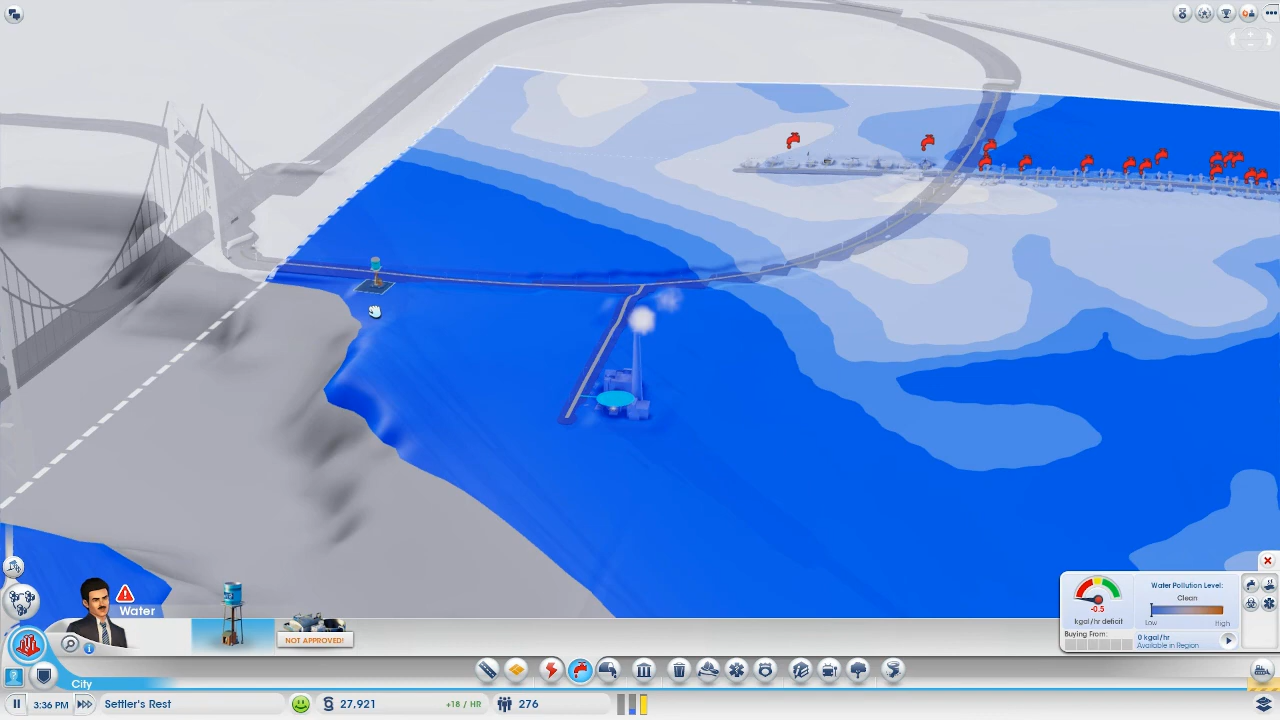 Water
NOT APPROVED!
Water Pollution Level:
Clean
Low High
-0.5
kgal/hr deficit
Buying From:
0 kgal/hr
Available in Region
City
3:36 PM
Settler's Rest
27,921
+18 / HR
276